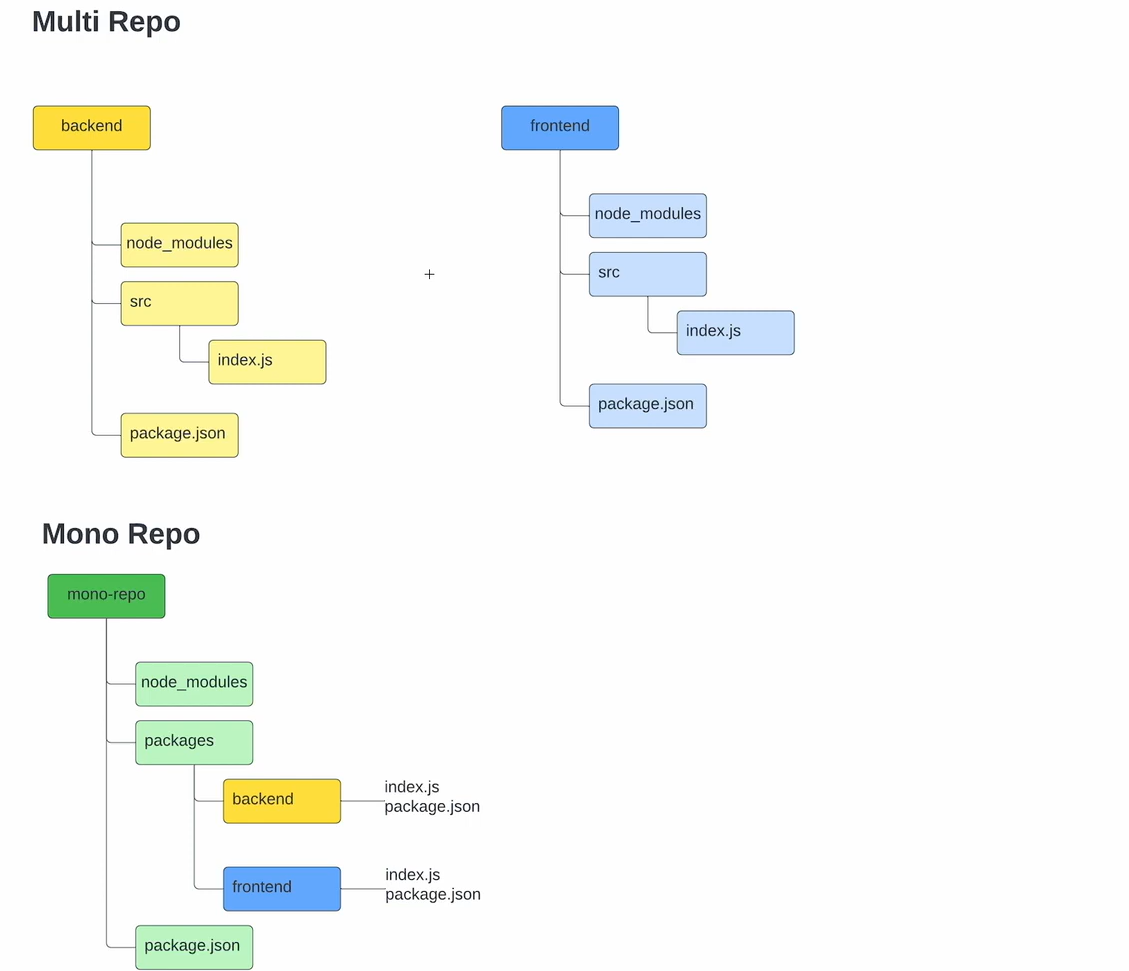 Multi Repo
backend
node_modules
src
index.js
package.json
+
frontend
node_modules
src
index.js
package.json
Mono Repo
mono-repo
node_modules
packages
backend
index.js
package.json
frontend
index.js
package.json
package.json